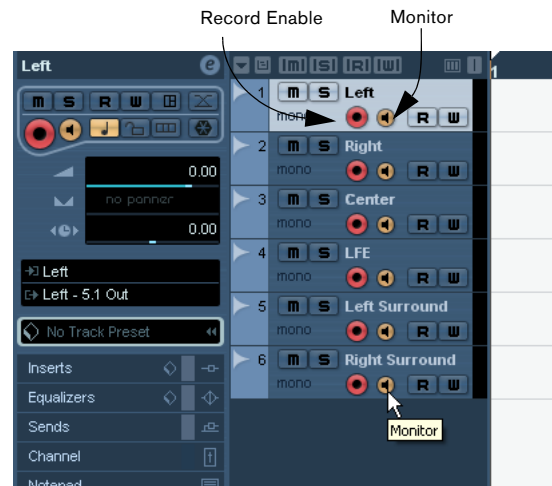 Record Enable Monitor
Left e
m S R W
0.00
no panner
0.00
Left
Left - 5.1 Out
No Track Preset
Inserts
Equalizers
Sends
Channel
Notepad
[m] [S] [R] [W]
1 m S Left
mono R W
2 m S Right
mono R W
3 m S Center
mono R W
4 m S LFE
mono R W
5 m S Left Surround
mono R W
6 m S Right Surround
mono R W
Monitor
1